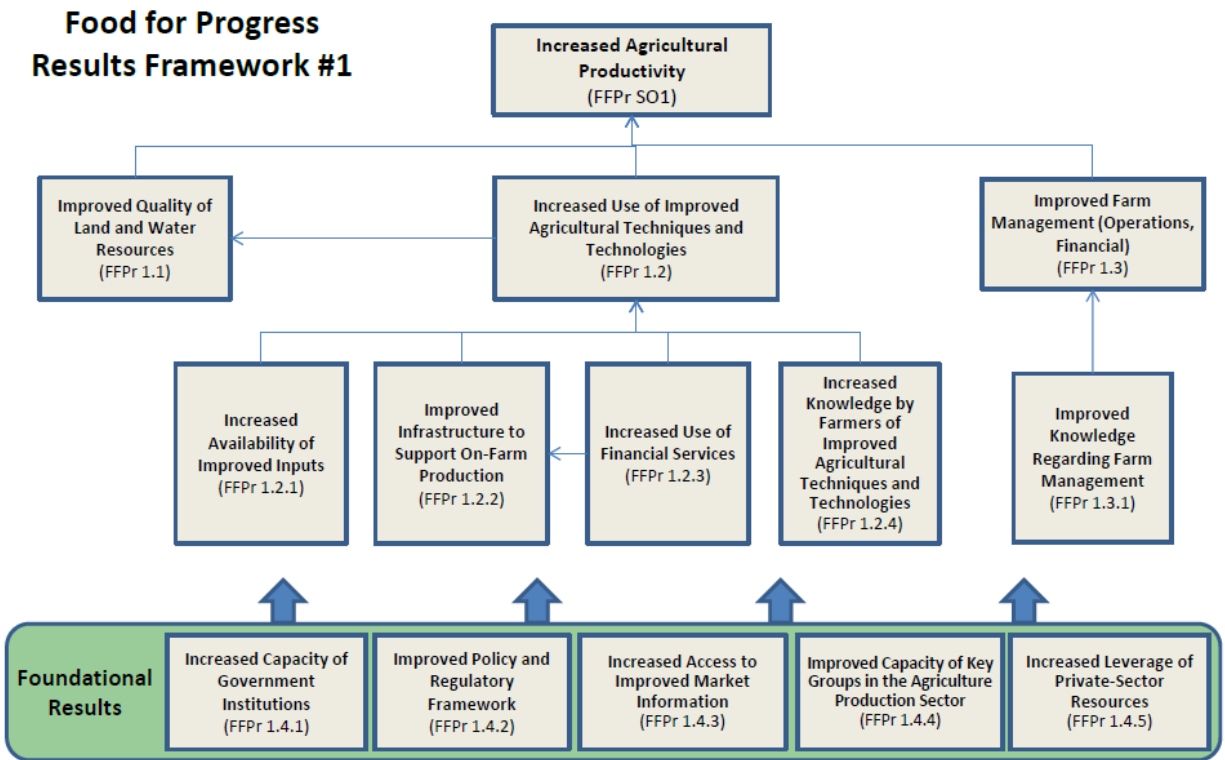 Food for Progress
Results Framework #1
Increased Agricultural
Productivity
(FFPr SO1)
Improved Quality of
Land and Water
Resources
(FFPr 1.1)
Increased Use of Improved
Agricultural Techniques and
Technologies
(FFPr 1.2)
Improved Farm
Management (Operations,
Financial)
(FFPr 1.3)
Increased
Availability of
Improved Inputs
(FFPr 1.2.1)
Improved
Infrastructure to
Support On-Farm
Production
(FFPr 1.2.2)
Increased Use of
Financial Services
(FFPr 1.2.3)
Increased
Knowledge by
Farmers of
Improved
Agricultural
Techniques and
Technologies
(FFPr 1.2.4)
Improved
Knowledge
Regarding Farm
Management
(FFPr 1.3.1)
Foundational
Results
Increased Capacity of
Government
Institutions
(FFPr 1.4.1)
Improved Policy and
Regulatory
Framework
(FFPr 1.4.2)
Increased Access to
Improved Market
Information
(FFPr 1.4.3)
Improved Capacity of Key
Groups in the Agriculture
Production Sector
(FFPr 1.4.4)
Increased Leverage of
Private-Sector
Resources
(FFPr 1.4.5)